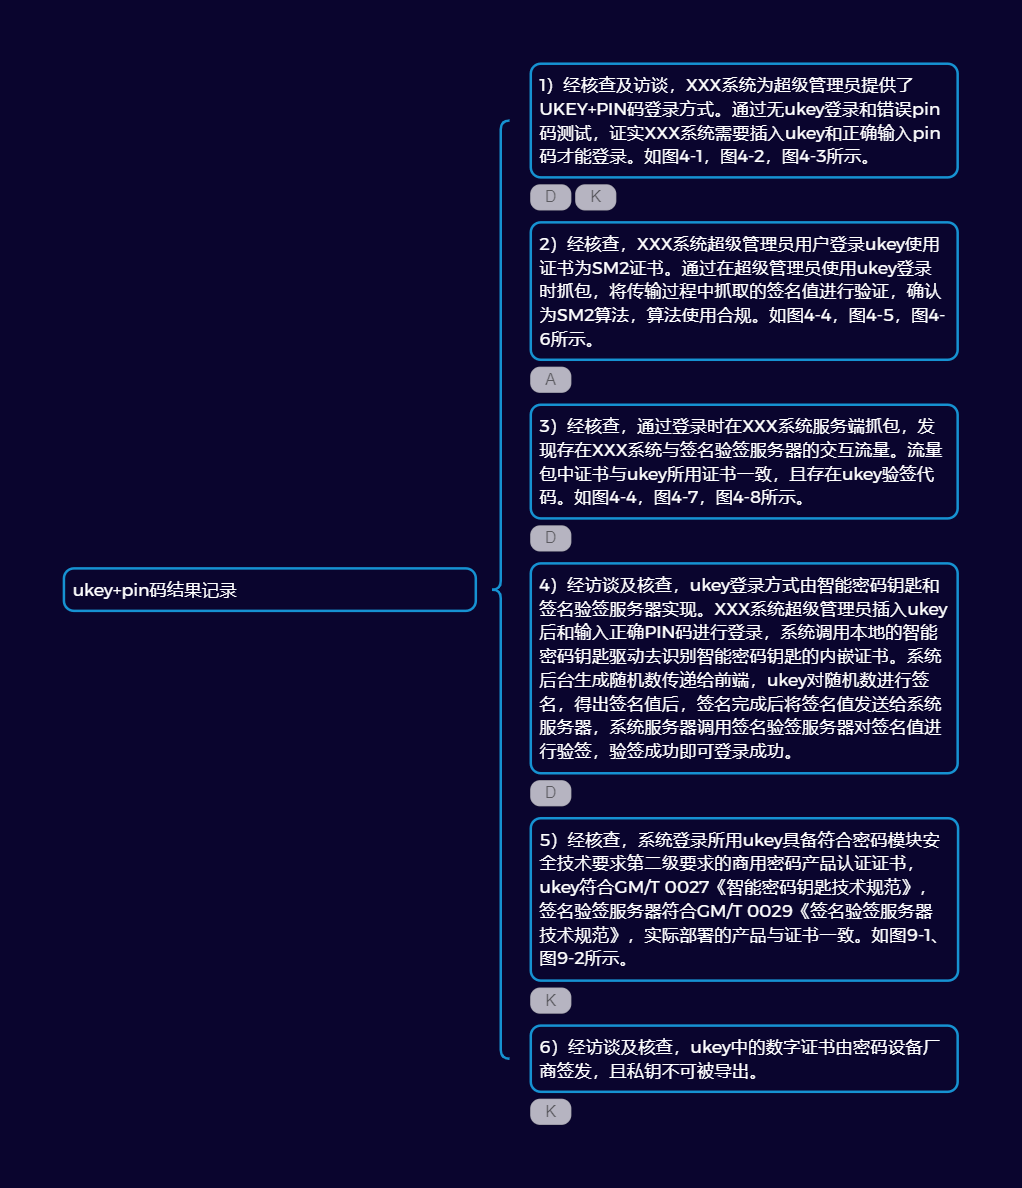 1）经核查及访谈，XXX系统为超级管理员提供了
UKEY+PIN码登录方式。通过无ukey登录和错误pin
码测试，证实XXX系统需要插入ukey和正确输入pin
码才能登录。如图4-1，图4-2，图4-3所示。
D K
2）经核查，XXX系统超级管理员用户登录ukey使用
证书为SM2证书。通过在超级管理员使用ukey登录
时抓包，将传输过程中抓取的签名值进行验证，确认
为SM2算法，算法使用合规。如图4-4，图4-5，图4-
6所示。
A
3）经核查，通过登录时在XXX系统服务端抓包，发
现存在XXX系统与签名验签服务器的交互流量。流量
包中证书与ukey所用证书一致，且存在ukey验签代
码。如图4-4，图4-7，图4-8所示。
D
ukey+pin码结果记录
4）经访谈及核查，ukey登录方式由智能密码钥匙和
签名验签服务器实现。XXX系统超级管理员插入ukey
后和输入正确PIN码进行登录，系统调用本地的智能
密码钥匙驱动去识别智能密码钥匙的内嵌证书。系统
后台生成随机数传递给前端，ukey对随机数进行签
名，得出签名值后，签名完成后将签名值发送给系统
服务器，系统服务器调用签名验签服务器对签名值进
行验签，验签成功即可登录成功。
D
5）经核查，系统登录所用ukey具备符合密码模块安
全技术要求第二级要求的商用密码产品认证证书，
ukey符合GM/T 0027《智能密码钥匙技术规范》，
签名验签服务器符合GM/T 0029《签名验签服务器
技术规范》，实际部署的产品与证书一致。如图9-1、
图9-2所示。
K
6）经访谈及核查，ukey中的数字证书由密码设备厂
商签发，且私钥不可被导出。
K